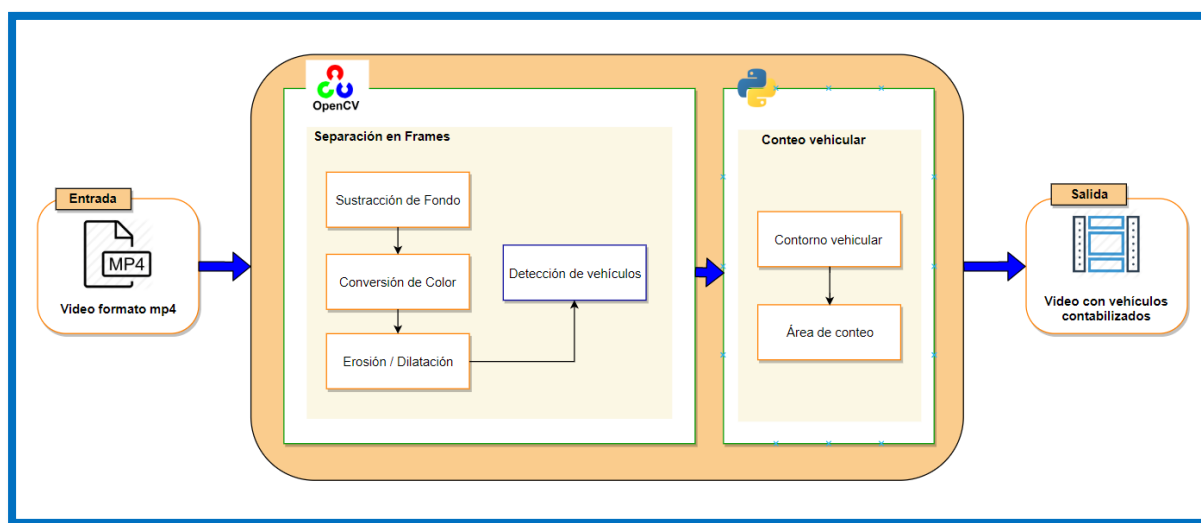 Entrada
MP4
Video formato mp4
OpenCV
Separación en Frames
Sustracción de Fondo
Conversión de Color
Erosión / Dilatación
Detección de vehículos
Conteo vehicular
Contorno vehicular
Área de conteo
Salida
Video con vehículos
contabilizados